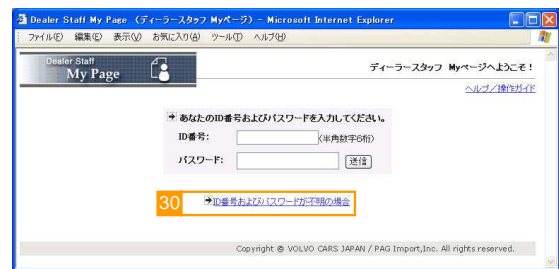 Dealer Staff My Page (ディーラースタッフ Myページ) - Microsoft Internet Explorer
ファイル(F) 編集(E) 表示(V) お気に入り(A) ツール(T) ヘルプ(H)
Dealer Staff
My Page
ディーラースタッフ Myページへようこそ!
ヘルプ/操作ガイド
あなたのID番号およびパスワードを入力してください。
ID番号: (半角数字6桁)
パスワード: 送信
30 ID番号およびパスワードが不明の場合
Copyright © VOLVO CARS JAPAN / PAG Import,Inc. All rights reserved.